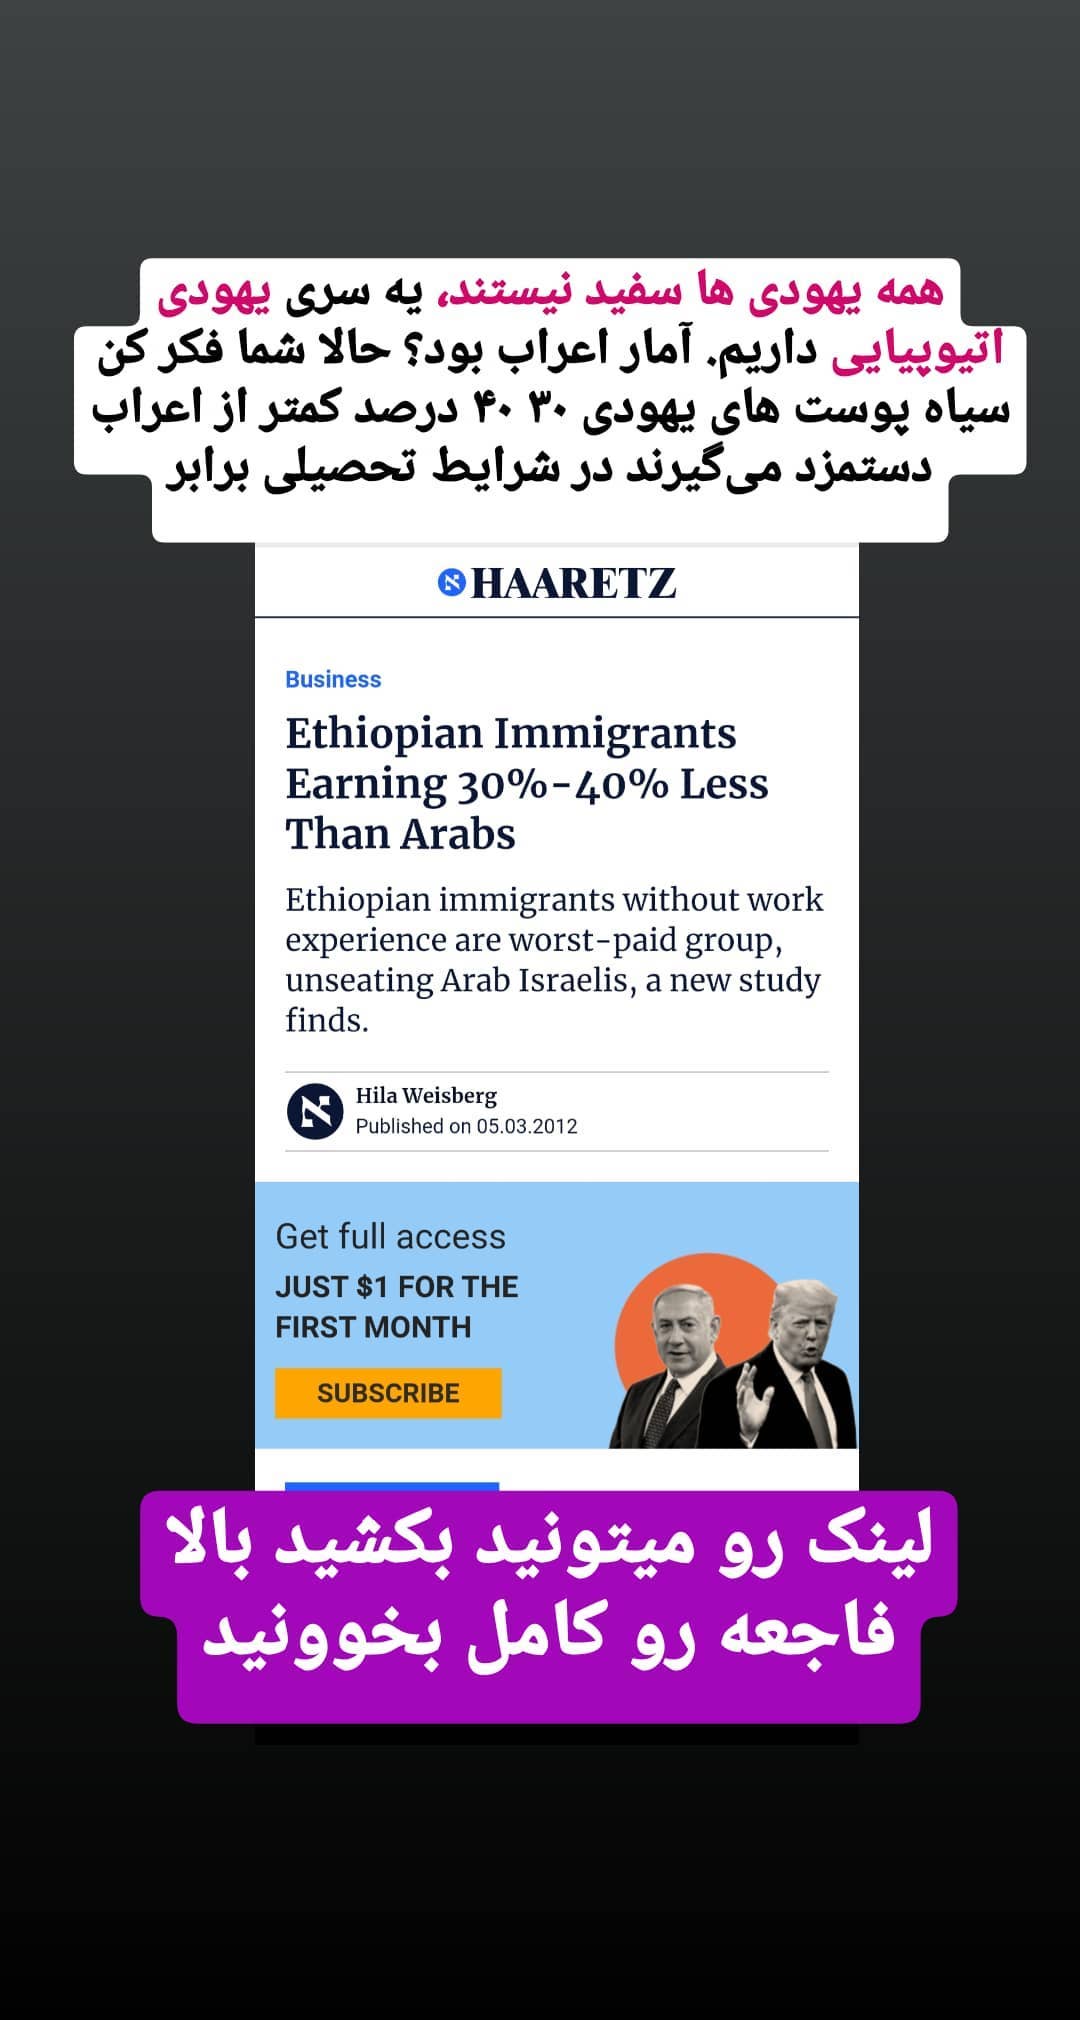 همه یهودی ها سفید نیستند، یه سری یهودی
اتیوپیایی داریم. آمار اعراب بود؟ حالا شما فکر کن
سیاه پوست های یهودی ۳۰ ۴۰ درصد کمتر از اعراب
دستمزد می‌گیرند در شرایط تحصیلی برابر
HAARETZ
Business
Ethiopian Immigrants
Earning 30%-40% Less
Than Arabs
Ethiopian immigrants without work
experience are worst-paid group,
unseating Arab Israelis, a new study
finds.
Hila Weisberg
Published on 05.03.2012
Get full access
JUST $1 FOR THE
FIRST MONTH
SUBSCRIBE
لینک رو میتونید بکشید بالا
فاجعه رو کامل بخوونید